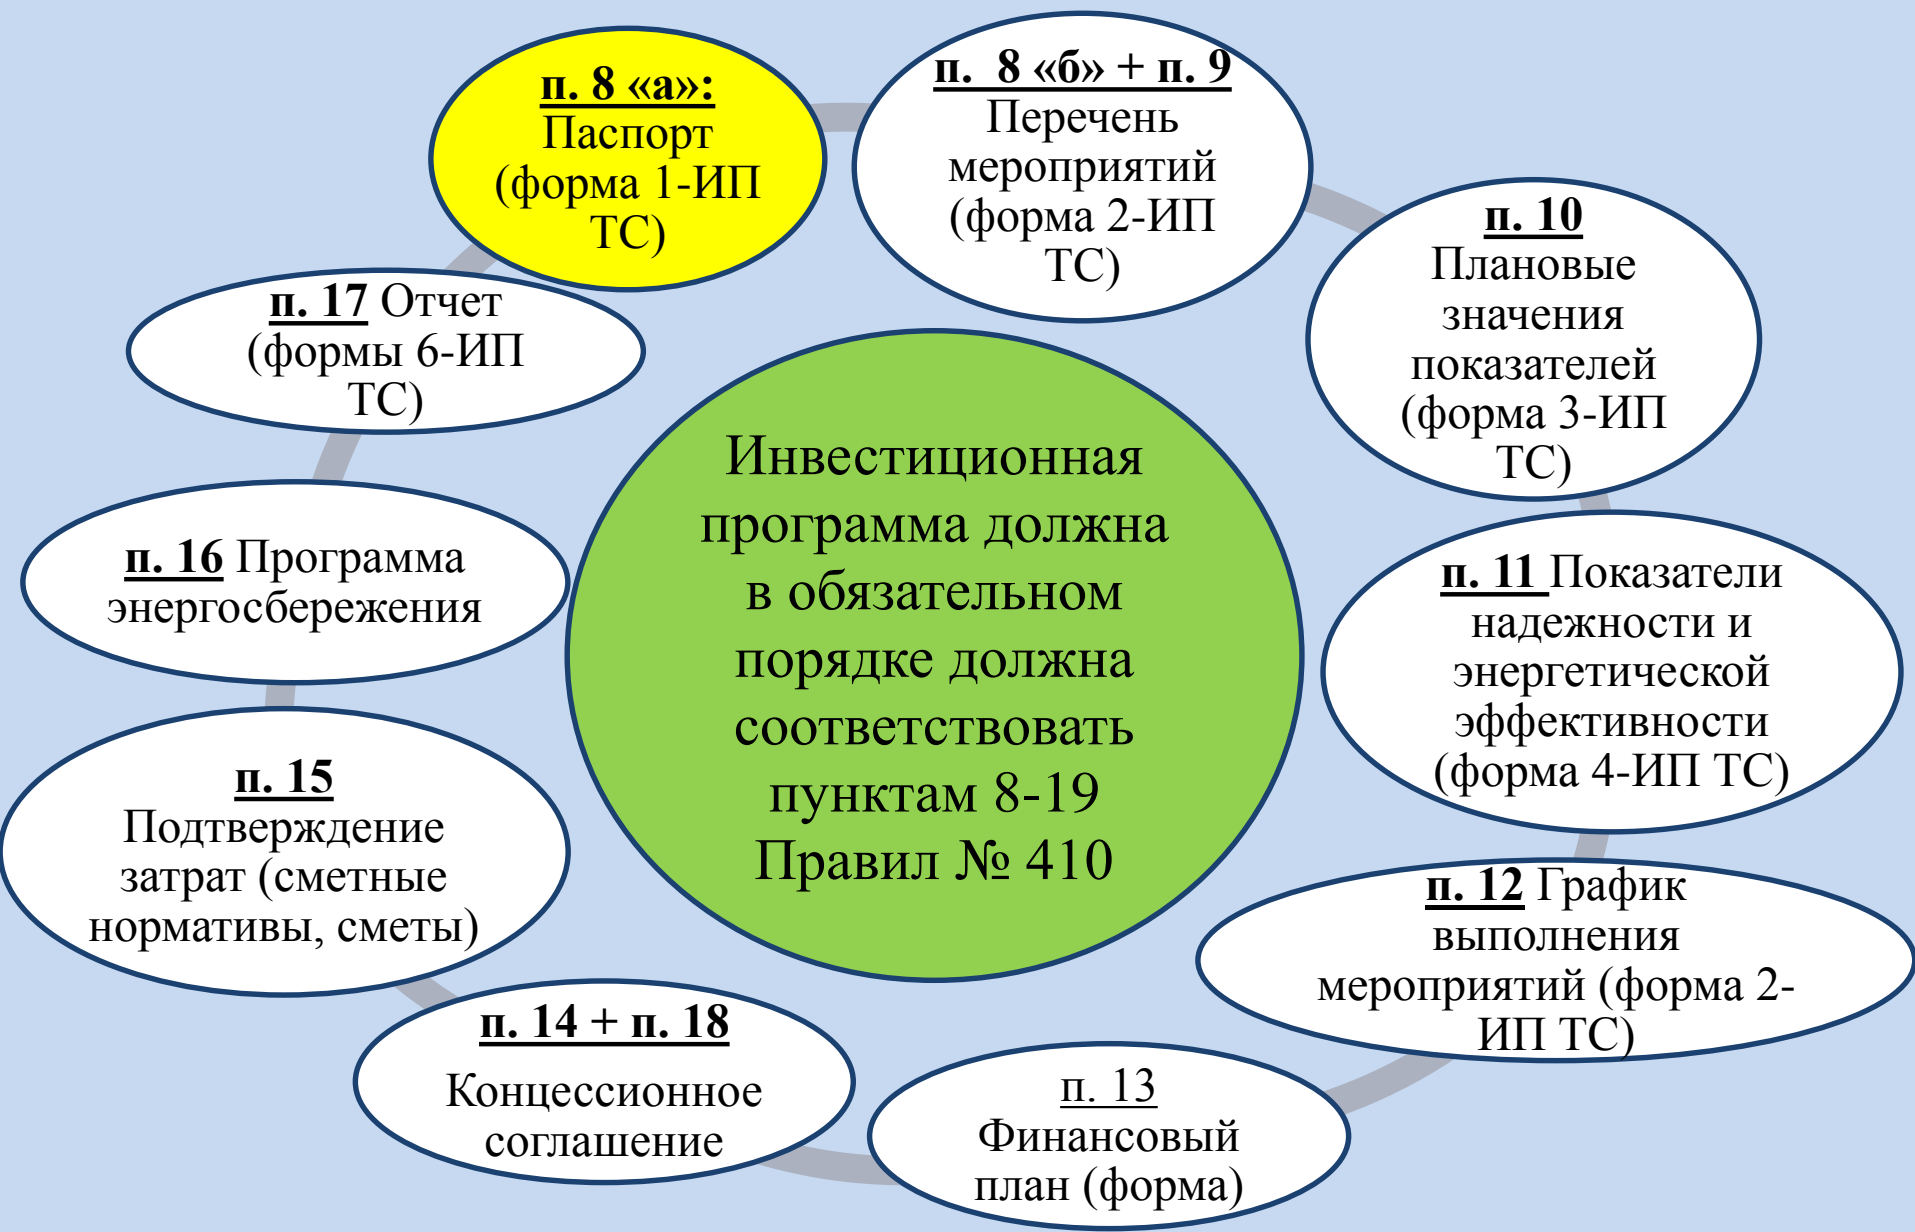 п. 8 «а»:
Паспорт
(форма 1-ИП
ТС)
п.  8 «б» + п. 9
Перечень
мероприятий
(форма 2-ИП
ТС)
п. 10
Плановые
значения
показателей
(форма 3-ИП
ТС)
п. 11 Показатели
надежности и
энергетической
эффективности
(форма 4-ИП ТС)
п. 12 График
выполнения
мероприятий (форма 2-
ИП ТС)
п. 13
Финансовый
план (форма)
п. 14 + п. 18
Концессионное
соглашение
п. 15
Подтверждение
затрат (сметные
нормативы, сметы)
п. 16 Программа
энергосбережения
п. 17 Отчет
(формы 6-ИП
ТС)
Инвестиционная
программа должна
в обязательном
порядке должна
соответствовать
пунктам 8-19
Правил № 410